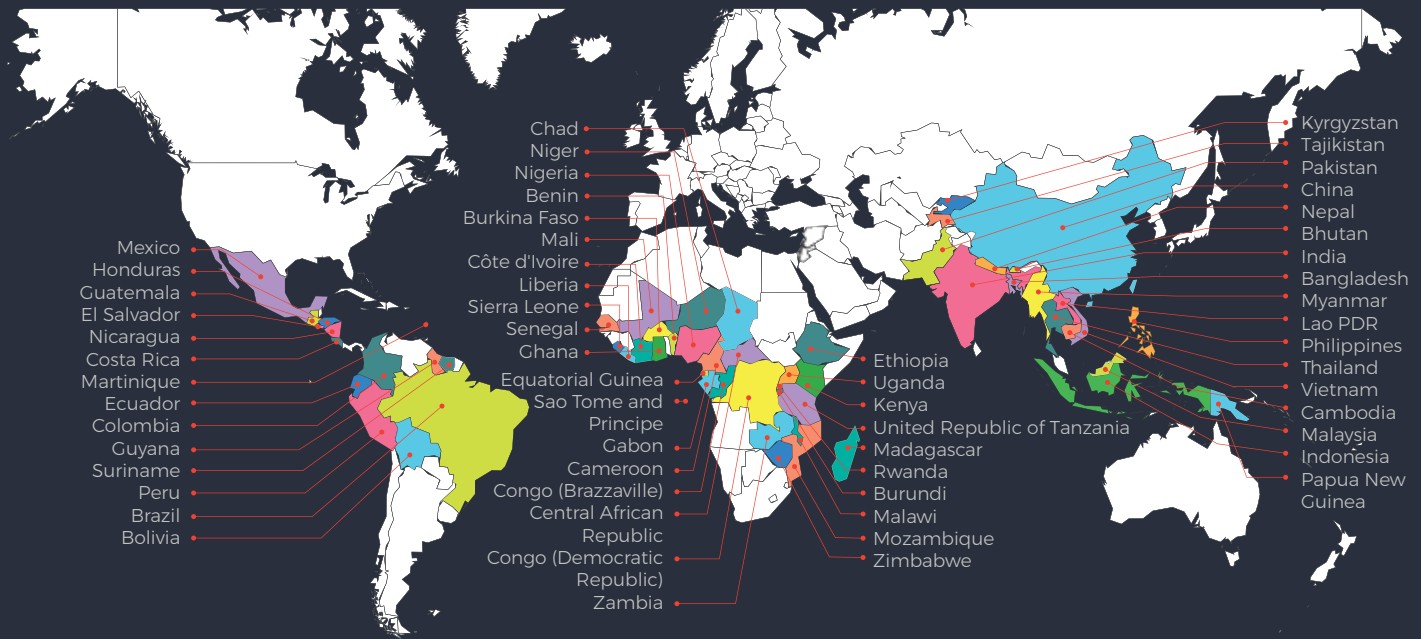 Mexico
Honduras
Guatemala
El Salvador
Nicaragua
Costa Rica
Martinique
Ecuador
Colombia
Guyana
Suriname
Peru
Brazil
Bolivia
Chad
Niger
Nigeria
Benin
Burkina Faso
Mali
Côte d'Ivoire
Liberia
Sierra Leone
Senegal
Ghana
Equatorial Guinea
Sao Tome and
Principe
Gabon
Cameroon
Congo (Brazzaville)
Central African
Republic
Congo (Democratic
Republic)
Zambia
Ethiopia
Uganda
Kenya
United Republic of Tanzania
Madagascar
Rwanda
Burundi
Malawi
Mozambique
Zimbabwe
Kyrgyzstan
Tajikistan
Pakistan
China
Nepal
Bhutan
India
Bangladesh
Myanmar
Lao PDR
Philippines
Thailand
Vietnam
Cambodia
Malaysia
Indonesia
Papua New
Guinea